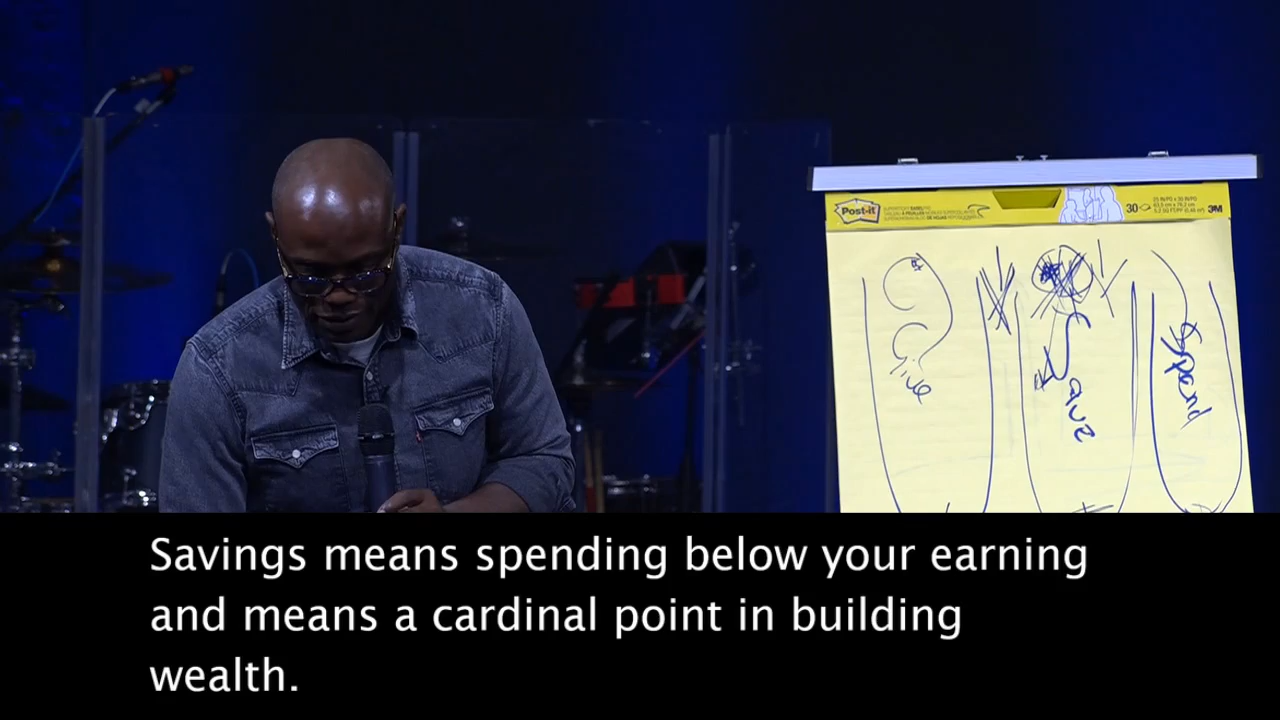 Post-it
30
3M
Give
Save
Spend
Savings means spending below your earning
and means a cardinal point in building
wealth.